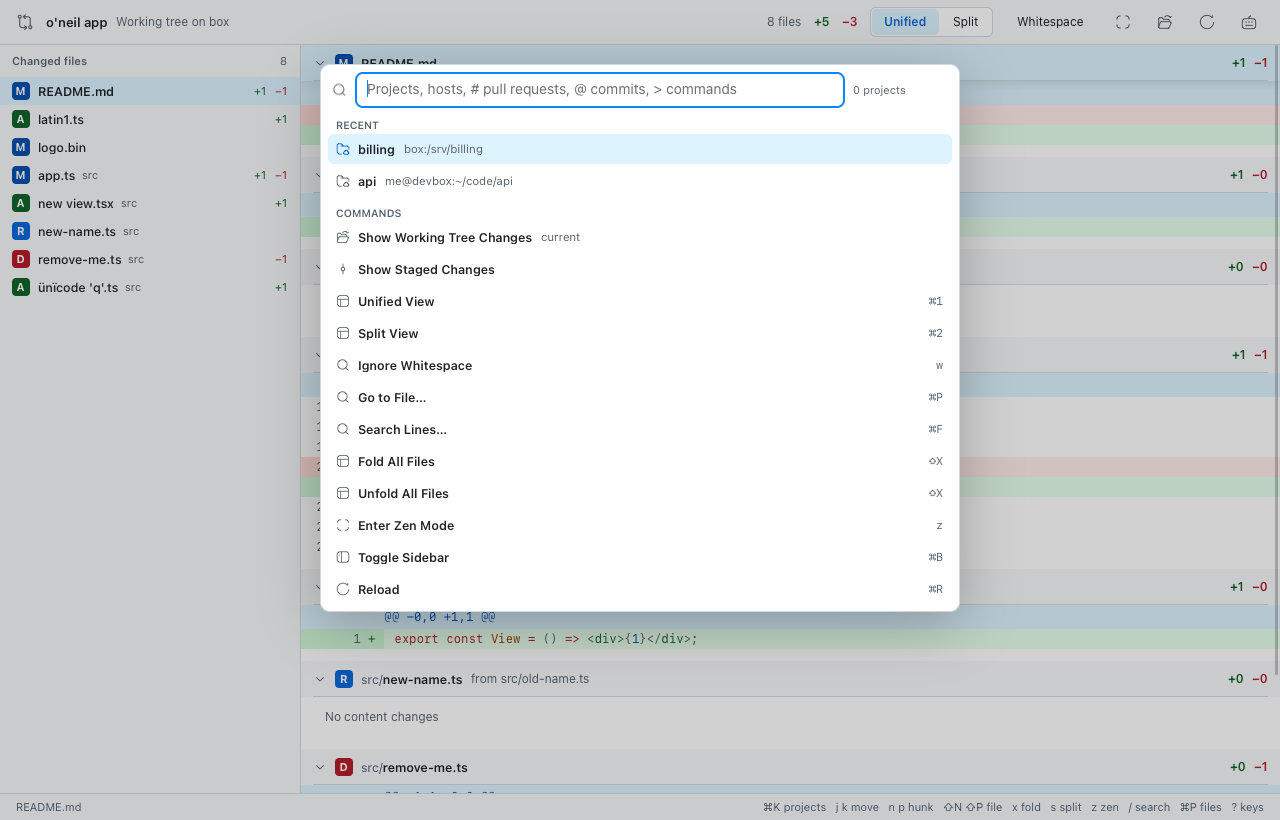 o'neil app Working tree on box 8 files +5 −3 Unified Split Whitespace
Changed files 8
M README.md +1 −1
A latin1.ts +1
M logo.bin
M app.ts src +1 −1
A new view.tsx src +1
R new-name.ts src
D remove-me.ts src −1
A ünïcode 'q'.ts src +1
README.md +1 −1
Projects, hosts, # pull requests, @ commits, > commands 0 projects
RECENT
billing box:/srv/billing
api me@devbox:~/code/api
COMMANDS
Show Working Tree Changes current
Show Staged Changes
Unified View ⌘1
Split View ⌘2
Ignore Whitespace w
Go to File... ⌘P
Search Lines... ⌘F
Fold All Files ⇧X
Unfold All Files ⇧X
Enter Zen Mode z
Toggle Sidebar ⌘B
Reload ⌘R
+1 −0
+0 −0
+1 −1
+1 −0
@@ −0,0 +1,1 @@
1 + export const View = () => <div>{1}</div>;
R src/new-name.ts from src/old-name.ts +0 −0
No content changes
D src/remove-me.ts +0 −1
README.md ⌘K projects j k move n p hunk ⇧N ⇧P file x fold s split z zen / search ⌘P files ? keys